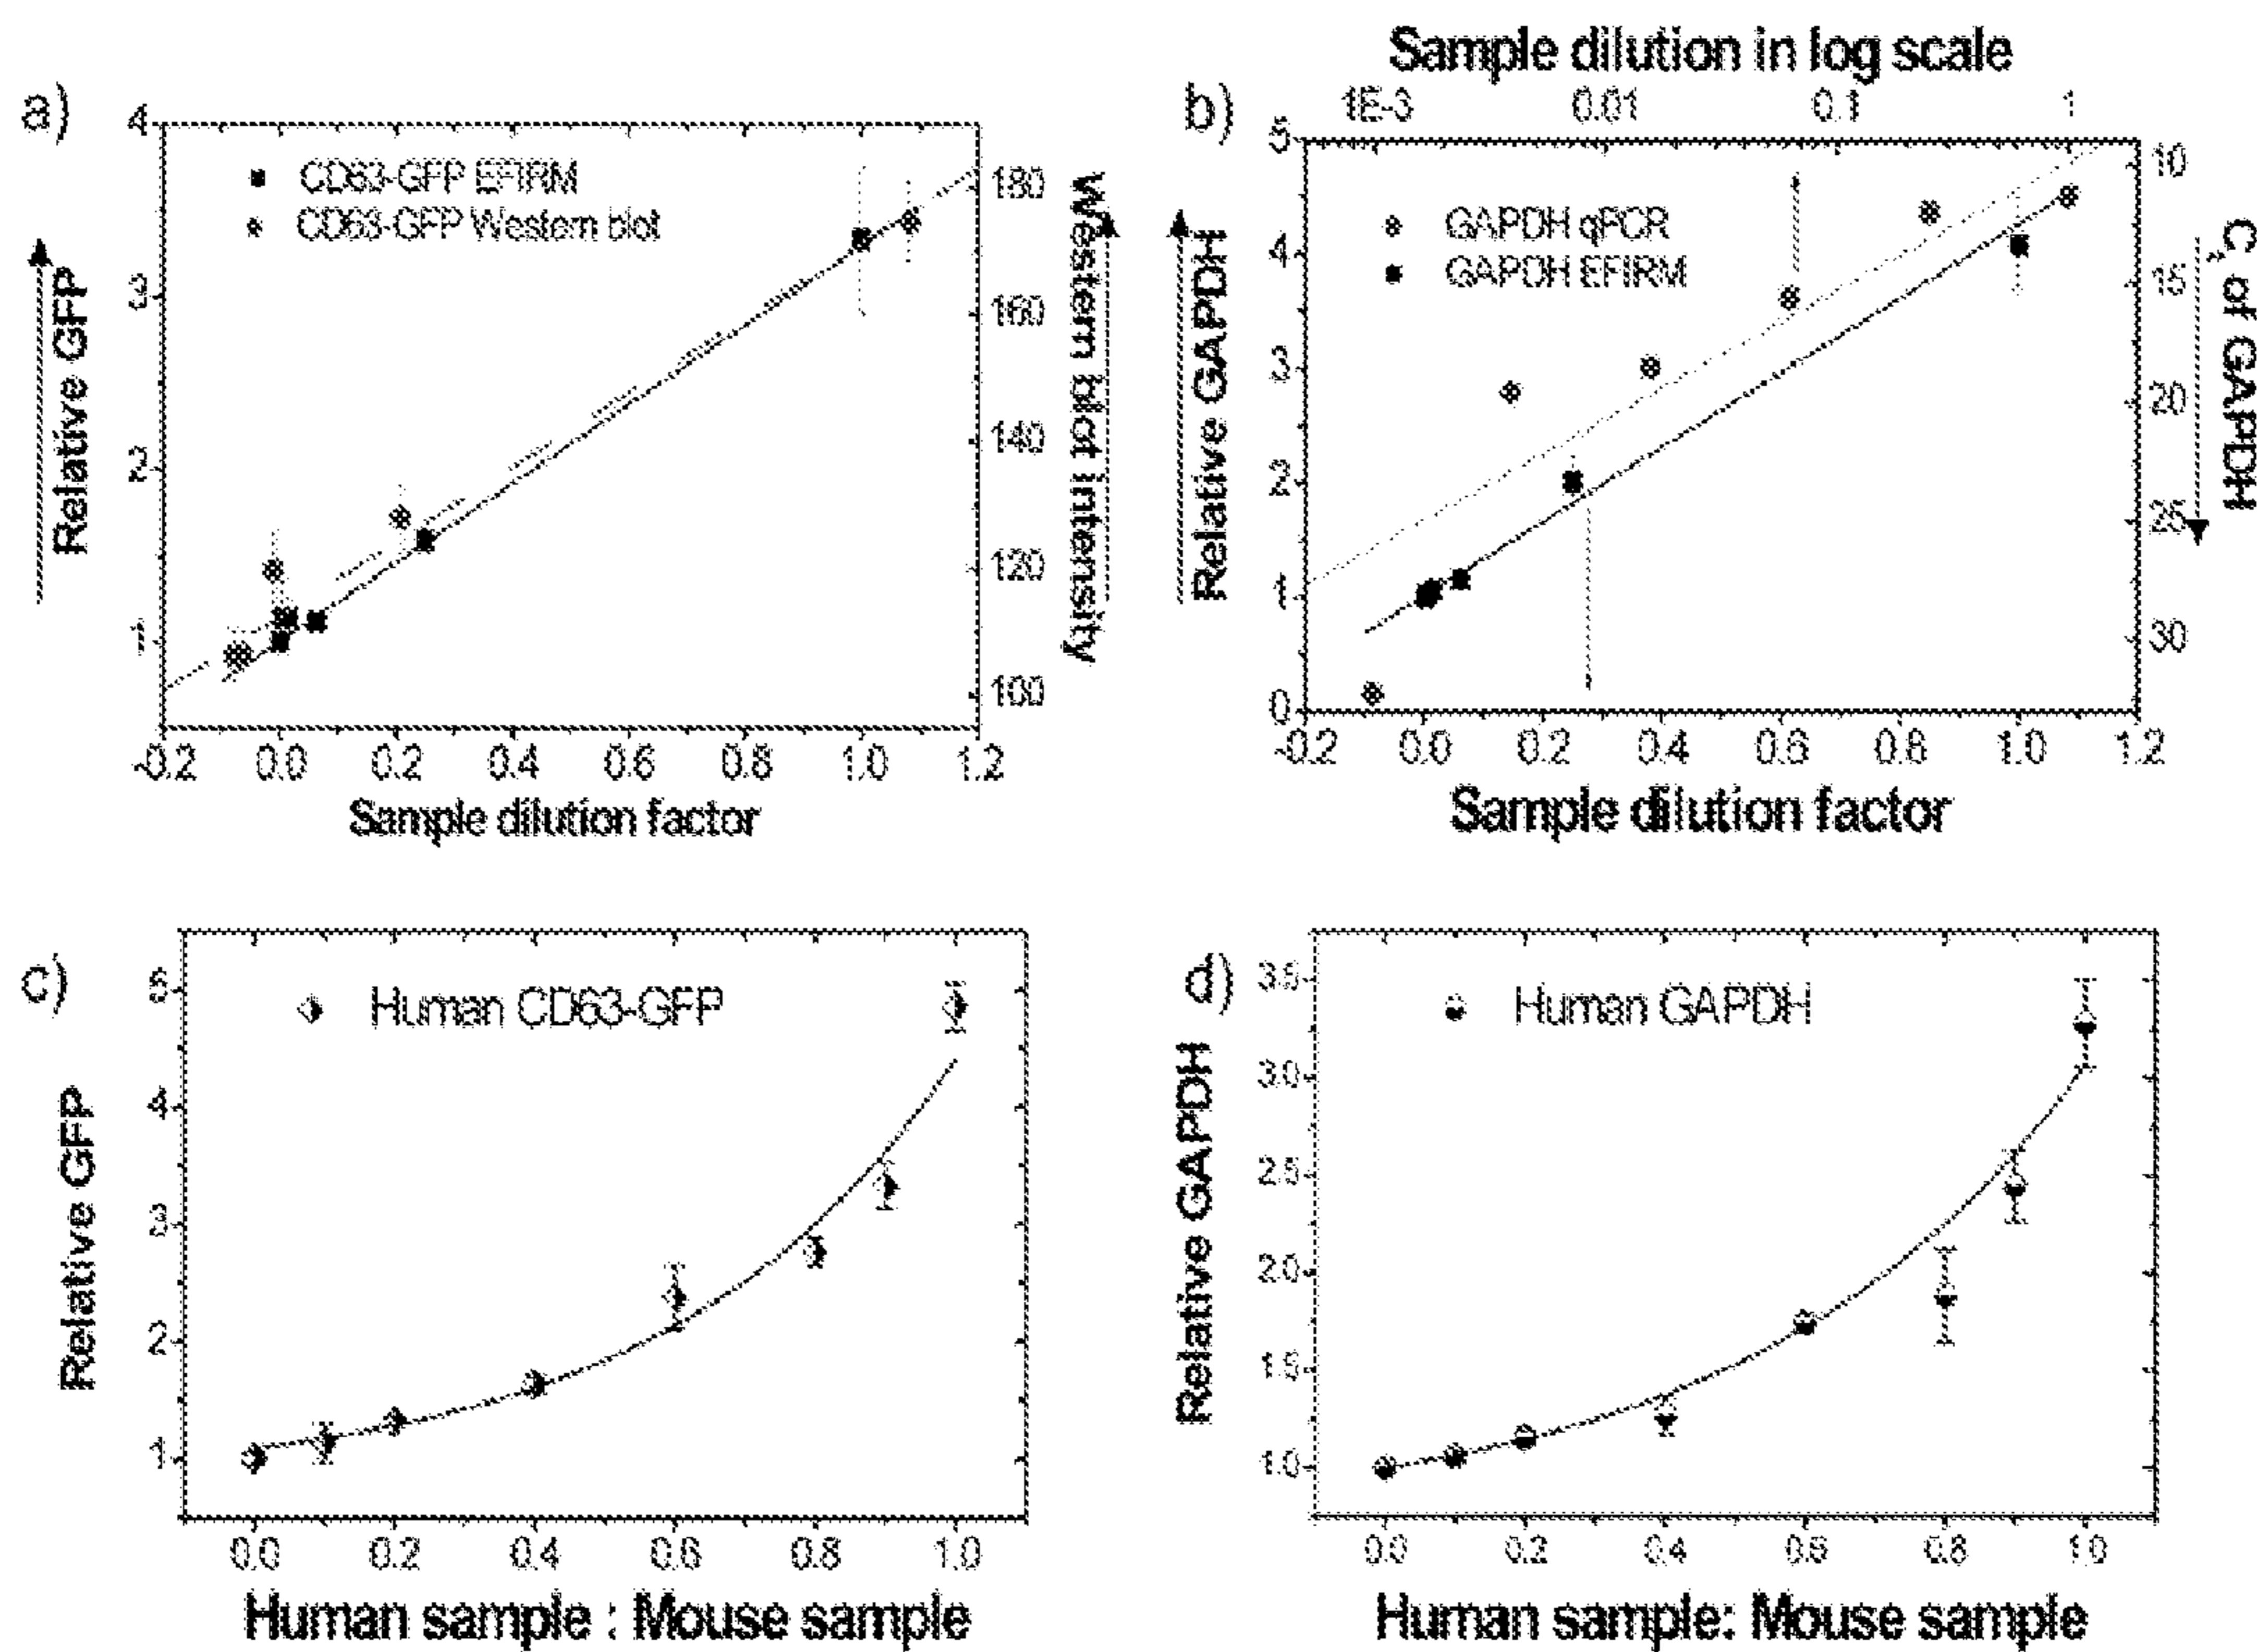 a)
4
3
2
1
Relative GFP
CD63-GFP EFIRM
CD63-GFP Western blot
180
160
140
120
100
Western blot intensity
-0.2 0.0 0.2 0.4 0.6 0.8 1.0 1.2
Sample dilution factor
b)
Sample dilution in log scale
1E-3 0.01 0.1 1
5
4
3
2
1
0
Relative GAPDH
GAPDH qPCR
GAPDH EFIRM
10
15
20
25
30
Ct of GAPDH
-0.2 0.0 0.2 0.4 0.6 0.8 1.0 1.2
Sample dilution factor
c)
5
4
3
2
1
Relative GFP
Human CD63-GFP
0.0 0.2 0.4 0.6 0.8 1.0
Human sample : Mouse sample
d)
3.5
3.0
2.5
2.0
1.5
1.0
Relative GAPDH
Human GAPDH
0.0 0.2 0.4 0.6 0.8 1.0
Human sample: Mouse sample